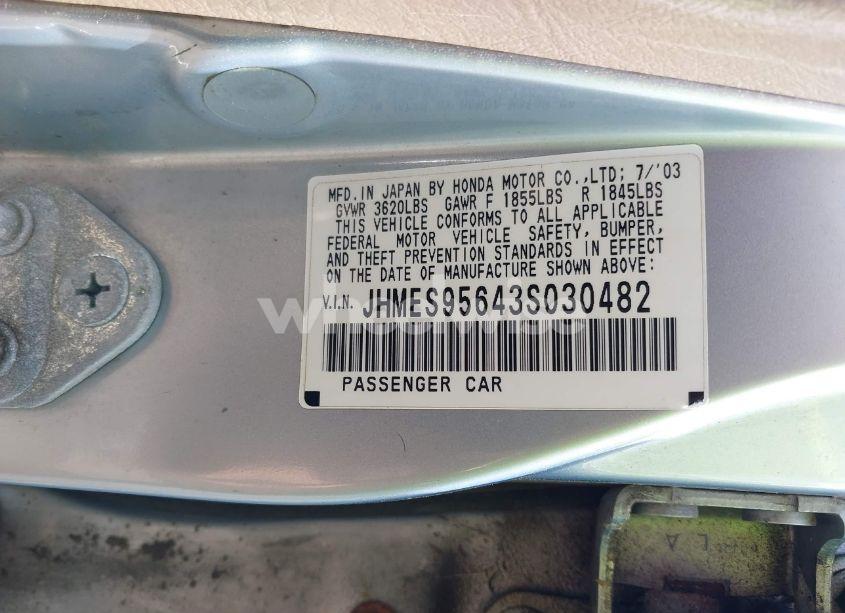 MFD. IN JAPAN BY HONDA MOTOR CO.,LTD; 7/'03
GVWR 3620LBS GAWR F 1855LBS R 1845LBS
THIS VEHICLE CONFORMS TO ALL APPLICABLE
FEDERAL MOTOR VEHICLE SAFETY, BUMPER,
AND THEFT PREVENTION STANDARDS IN EFFECT
ON THE DATE OF MANUFACTURE SHOWN ABOVE:
V.I.N. JHMES95643S030482
wheelwise
PASSENGER CAR
L A